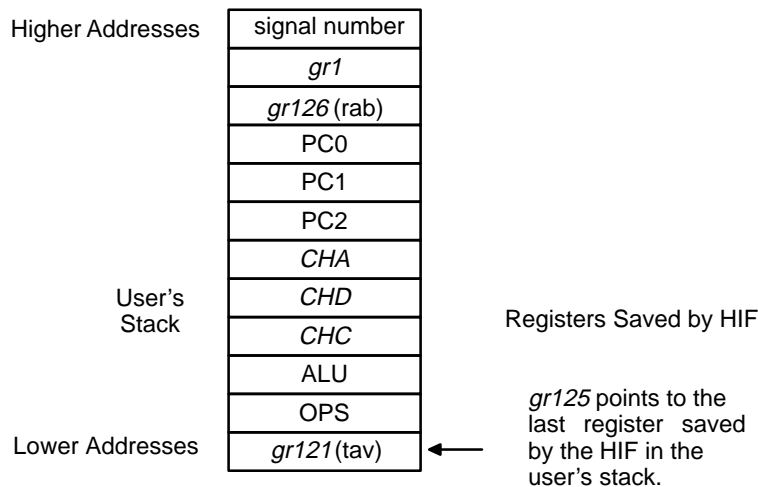 Higher Addresses
signal number
gr1
gr126 (rab)
PC0
PC1
PC2
CHA
User's
Stack
CHD
CHC
Registers Saved by HIF
ALU
OPS
Lower Addresses
gr121 (tav)
gr125 points to the
last register saved
by the HIF in the
user's stack.